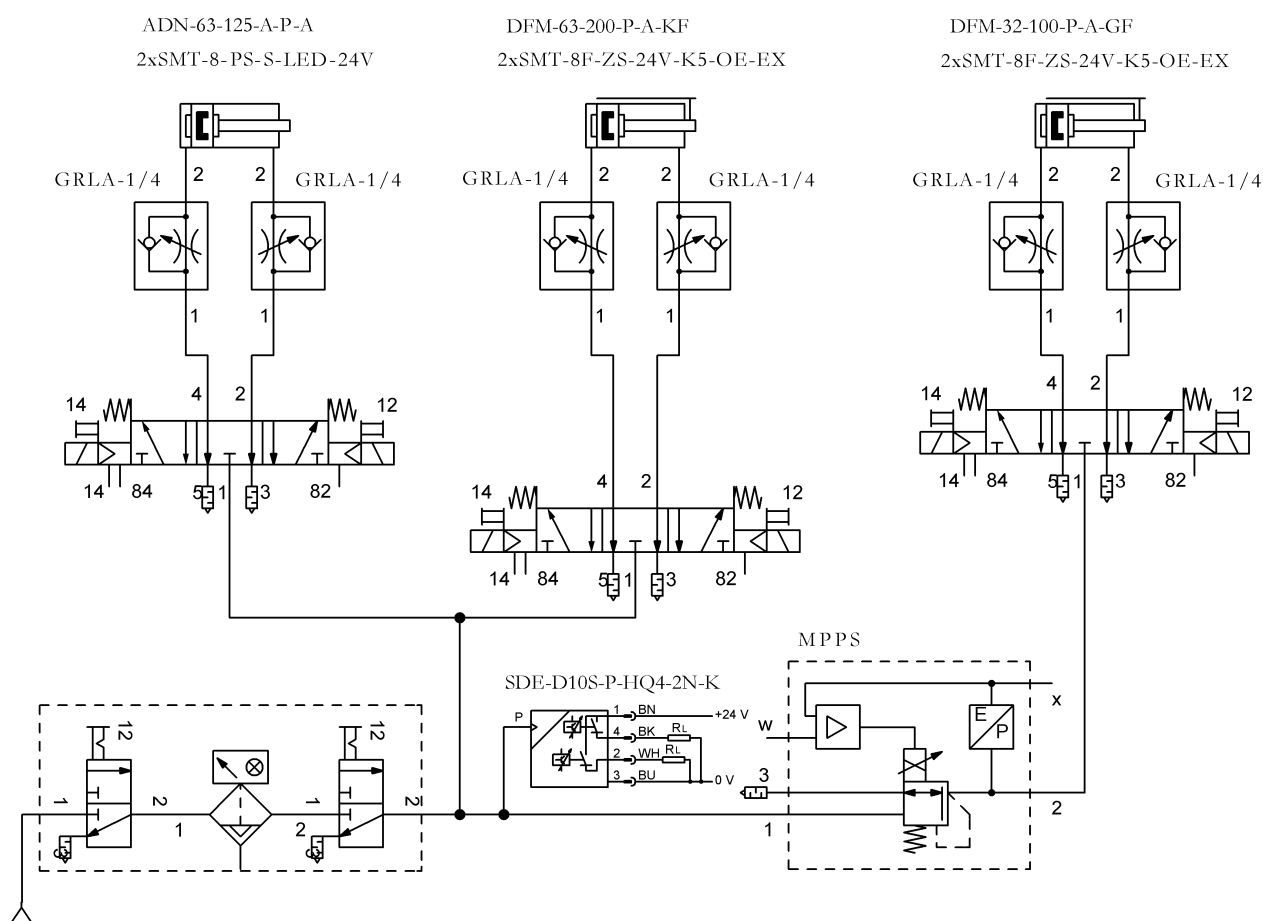 ADN-63-125-A-P-A
2xSMT-8-PS-S-LED-24V
DFM-63-200-P-A-KF
2xSMT-8F-ZS-24V-K5-OE-EX
DFM-32-100-P-A-GF
2xSMT-8F-ZS-24V-K5-OE-EX
2 2 2 2 2 2
GRLA-1/4 GRLA-1/4 GRLA-1/4 GRLA-1/4 GRLA-1/4 GRLA-1/4
1 1 1 1 1 1
4 2 4 2
14 12 14 12
14 84 5 1 3 82
84 5 1 3 82
4 2
14 12
14 84 5 1 3 82
MPPS
SDE-D10S-P-HQ4-2N-K
x
E
P
w
P 1 BN +24 V
4 BK RL
2 WH RL
3 BU 0 V
12 12
3
1 2 1 2
1 2 1 2
3 3